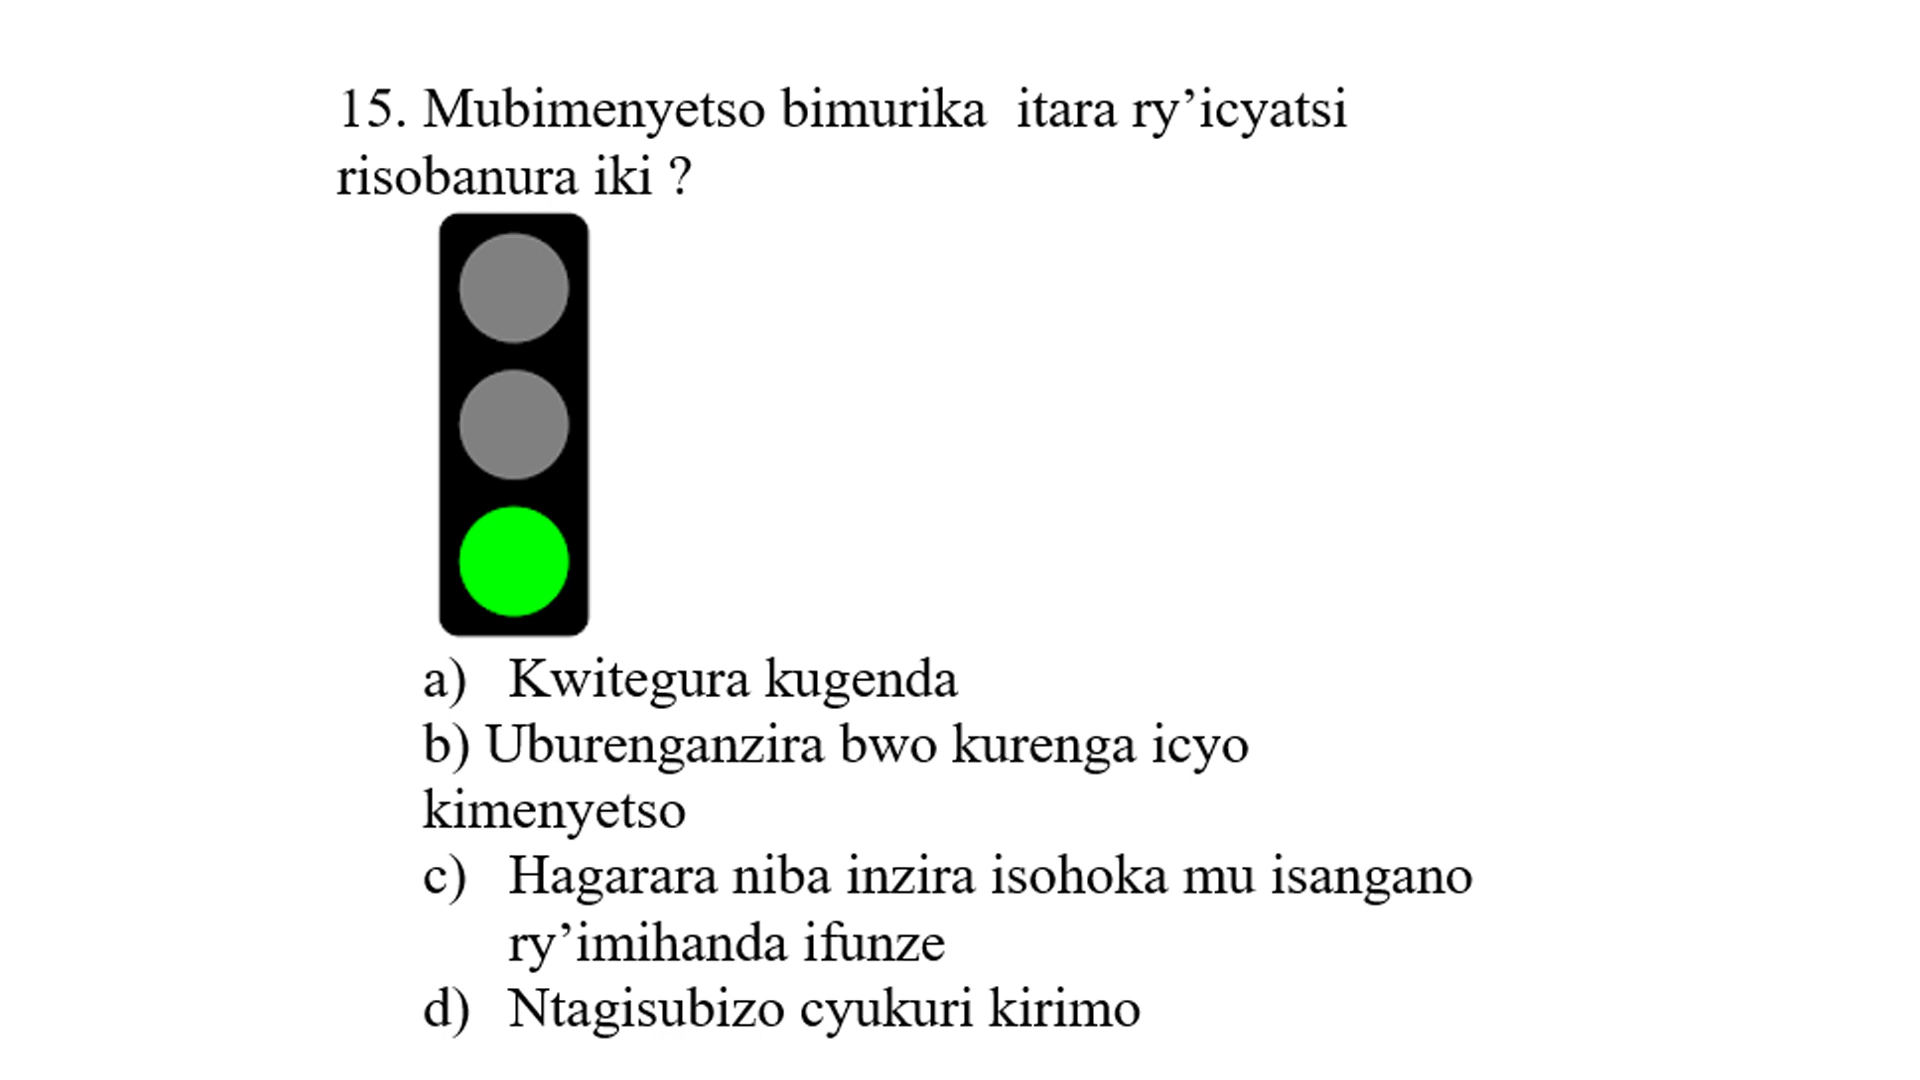 15. Mubimenyetso bimurika itara ry’icyatsi
risobanura iki ?
a) Kwitegura kugenda
b) Uburenganzira bwo kurenga icyo
kimenyetso
c) Hagarara niba inzira isohoka mu isangano
ry’imihanda ifunze
d) Ntagisubizo cyukuri kirimo